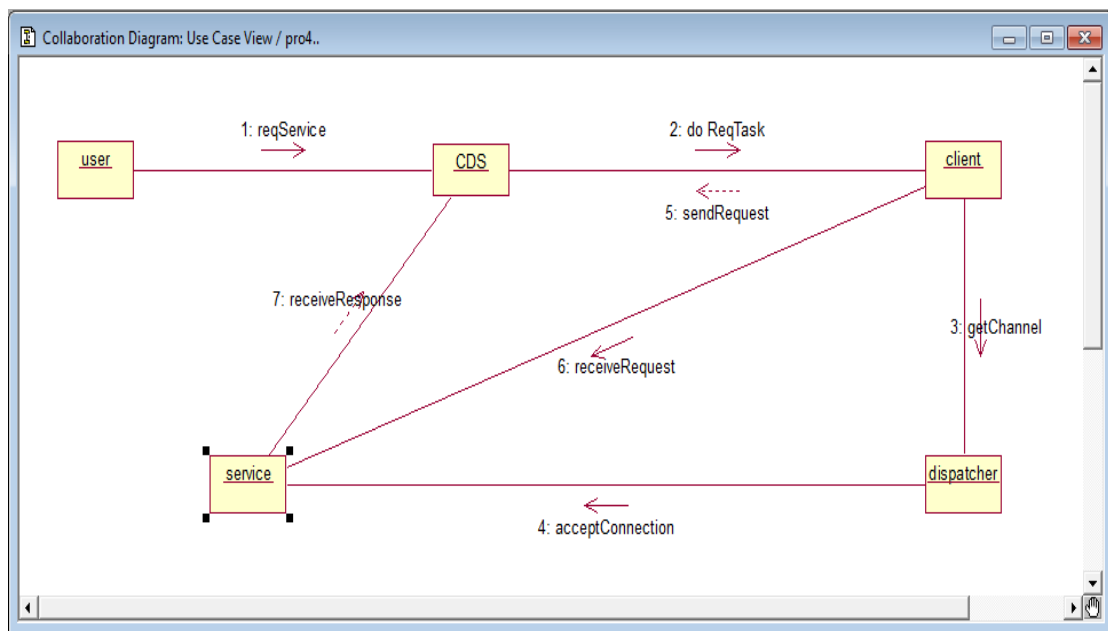 Collaboration Diagram: Use Case View / pro4..
1: reqService
2: do ReqTask
user
CDS
client
5: sendRequest
7: receiveResponse
3: getChannel
6: receiveRequest
service
dispatcher
4: acceptConnection